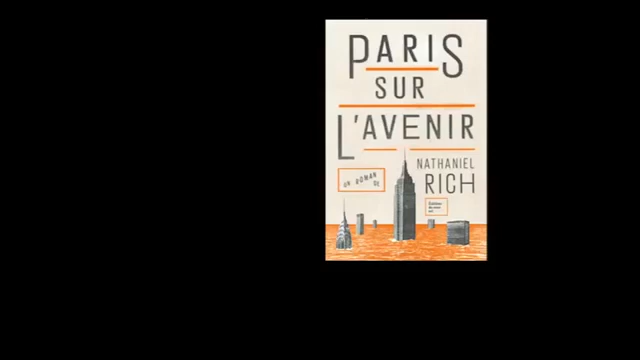 PARIS
SUR
L'AVENIR
NATHANIEL
RICH
UN ROMAN
DE